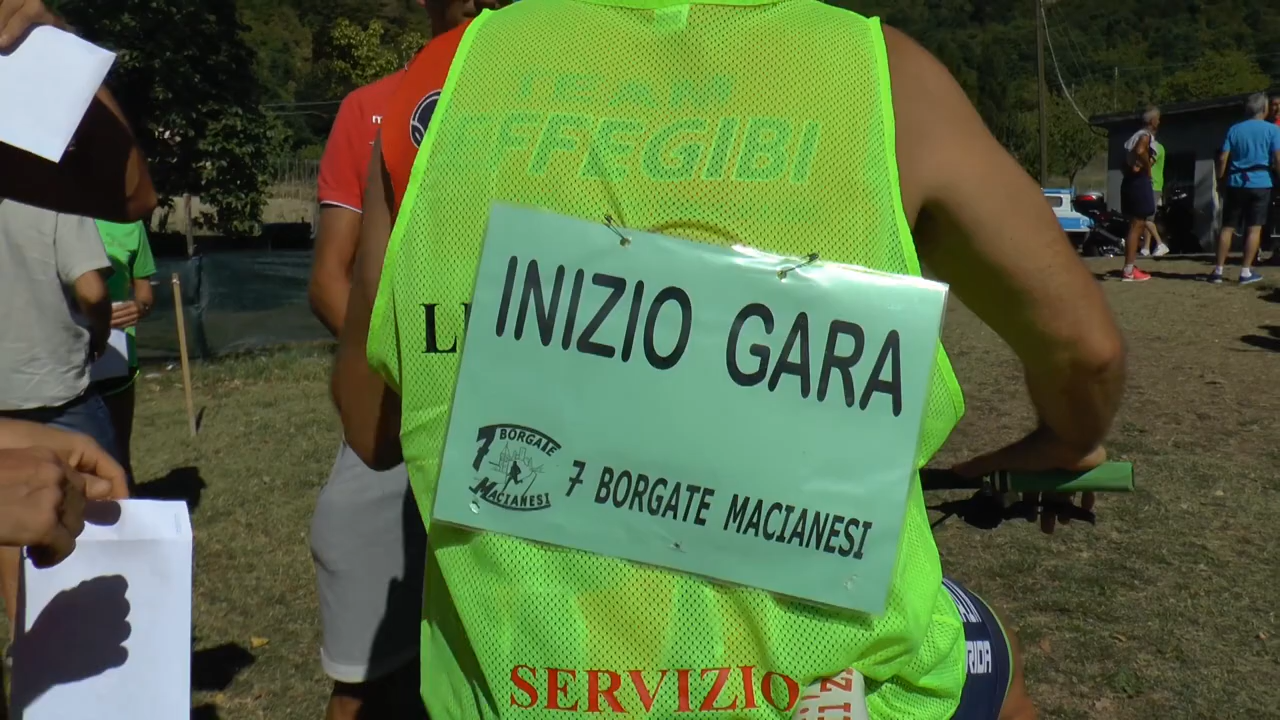 TEAM
EFFEGIBI
INIZIO GARA
7 BORGATE
MACIANESI
7 BORGATE MACIANESI
SERVIZIO